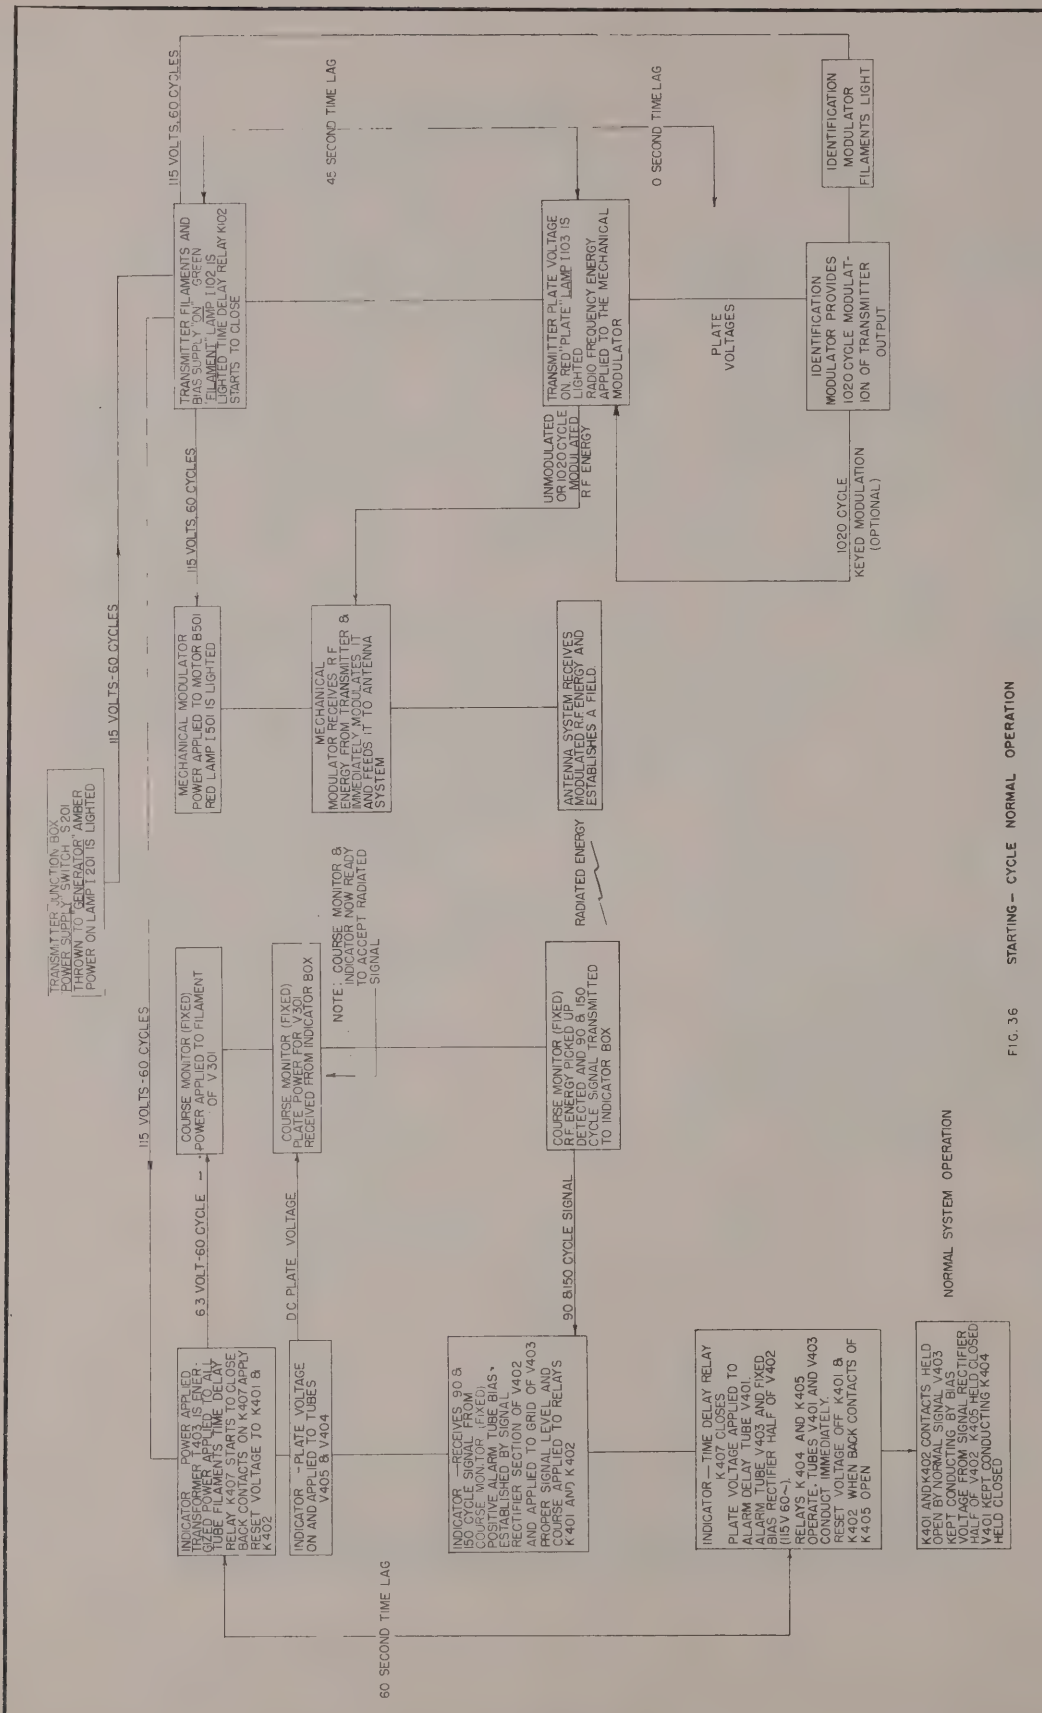 TRANSMITTER JUNCTION BOX
POWER SUPPLY SWITCH S201
THROWN TO "GENERATOR" AMBER
POWER ON LAMP I 201 IS LIGHTED
115 VOLTS-60 CYCLES
115 VOLTS-60 CYCLES
INDICATOR POWER APPLIED
TRANSFORMER T403 IS ENER-
GIZED POWER APPLIED TO ALL
TUBE FILAMENTS TIME DELAY
RELAY K407 STARTS TO CLOSE
BACK CONTACTS ON K407 APPLY
RESET VOLTAGE TO K401 &
K402
6.3 VOLT-60 CYCLE
COURSE MONITOR (FIXED)
POWER APPLIED TO FILAMENT
OF V301
MECHANICAL MODULATOR
POWER APPLIED TO MOTOR B501
RED LAMP I501 IS LIGHTED
115 VOLTS, 60 CYCLES
TRANSMITTER FILAMENTS AND
BIAS SUPPLY "ON" GREEN
"FILAMENT" LAMP I102 IS
LIGHTED TIME DELAY RELAY K102
STARTS TO CLOSE
115 VOLTS, 60 CYCLES
INDICATOR - PLATE VOLTAGE
ON AND APPLIED TO TUBES
V405 & V404
DC PLATE VOLTAGE
COURSE MONITOR (FIXED)
PLATE POWER FOR V301
RECEIVED FROM INDICATOR BOX
NOTE: COURSE MONITOR &
INDICATOR NOW READY
TO ACCEPT RADIATED
SIGNAL
MECHANICAL
MODULATOR RECEIVES RF
ENERGY FROM TRANSMITTER &
IMMEDIATELY MODULATES IT
AND FEEDS IT TO ANTENNA
SYSTEM
45 SECOND TIME LAG
INDICATOR—RECEIVES 90 &
150 CYCLE SIGNAL FROM
COURSE MONITOR (FIXED).
POSITIVE ALARM TUBE BIAS,
ESTABLISHED BY SIGNAL
RECTIFIER SECTION OF V402
AND APPLIED TO GRID OF V403
PROPER SIGNAL LEVEL AND
COURSE APPLIED TO RELAYS
K401 AND K402
90 & 150 CYCLE SIGNAL
COURSE MONITOR (FIXED)
RF ENERGY PICKED UP
DETECTED AND 90 & 150
CYCLE SIGNAL TRANSMITTED
TO INDICATOR BOX
RADIATED ENERGY
ANTENNA SYSTEM RECEIVES
MODULATED R.F. ENERGY AND
ESTABLISHES A FIELD.
UNMODULATED
OR 1020 CYCLE
MODULATED
R F ENERGY
TRANSMITTER PLATE VOLTAGE
ON. RED "PLATE" LAMP I103 IS
LIGHTED
RADIO FREQUENCY ENERGY
APPLIED TO THE MECHANICAL
MODULATOR
0 SECOND TIME LAG
PLATE
VOLTAGES
60 SECOND TIME LAG
INDICATOR—TIME DELAY RELAY
K407 CLOSES
PLATE VOLTAGE APPLIED TO
ALARM DELAY TUBE V401.
ALARM TUBE V403 AND FIXED
BIAS RECTIFIER HALF OF V402
(115 V 60~).
RELAYS K404 AND K405
OPERATE. TUBES V401 AND V403
CONDUCT IMMEDIATELY.
RESET VOLTAGE OFF K401 &
K402 WHEN BACK CONTACTS OF
K405 OPEN
1020 CYCLE
KEYED MODULATION
(OPTIONAL)
IDENTIFICATION
MODULATOR PROVIDES
1020 CYCLE MODULAT-
ION OF TRANSMITTER
OUTPUT
IDENTIFICATION
MODULATOR
FILAMENTS LIGHT
K401 AND K402 CONTACTS HELD
OPEN BY NORMAL SIGNAL V403
KEPT CONDUCTING BY BIAS
VOLTAGE FROM SIGNAL RECTIFIER
HALF OF V402 K405 HELD CLOSED
V401 KEPT CONDUCTING K404
HELD CLOSED
NORMAL SYSTEM OPERATION
FIG. 36 STARTING- CYCLE NORMAL OPERATION